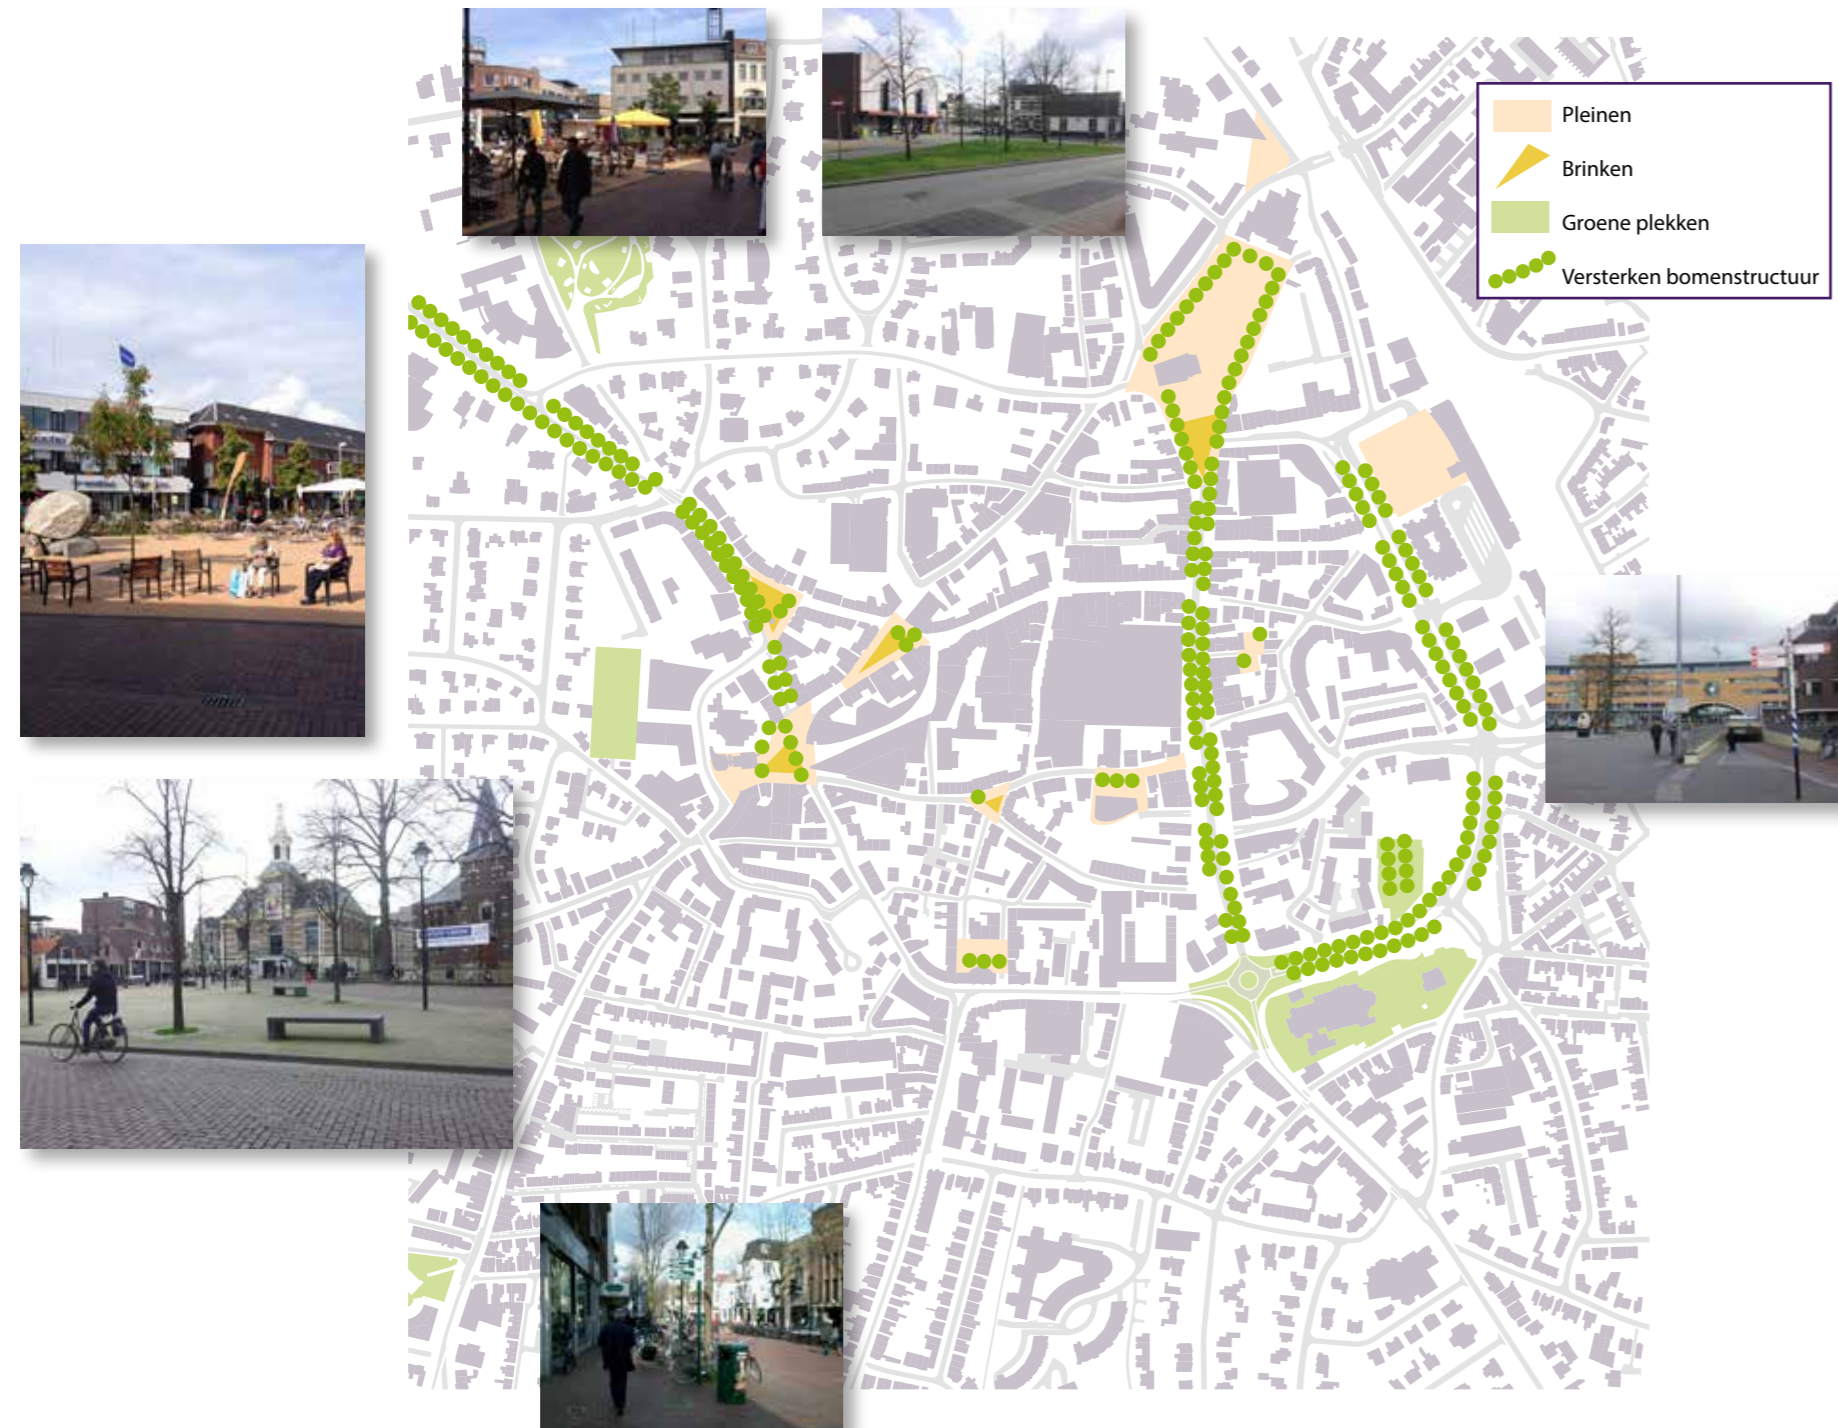 Pleinen
Brinken
Groene plekken
Versterken bomenstructuur